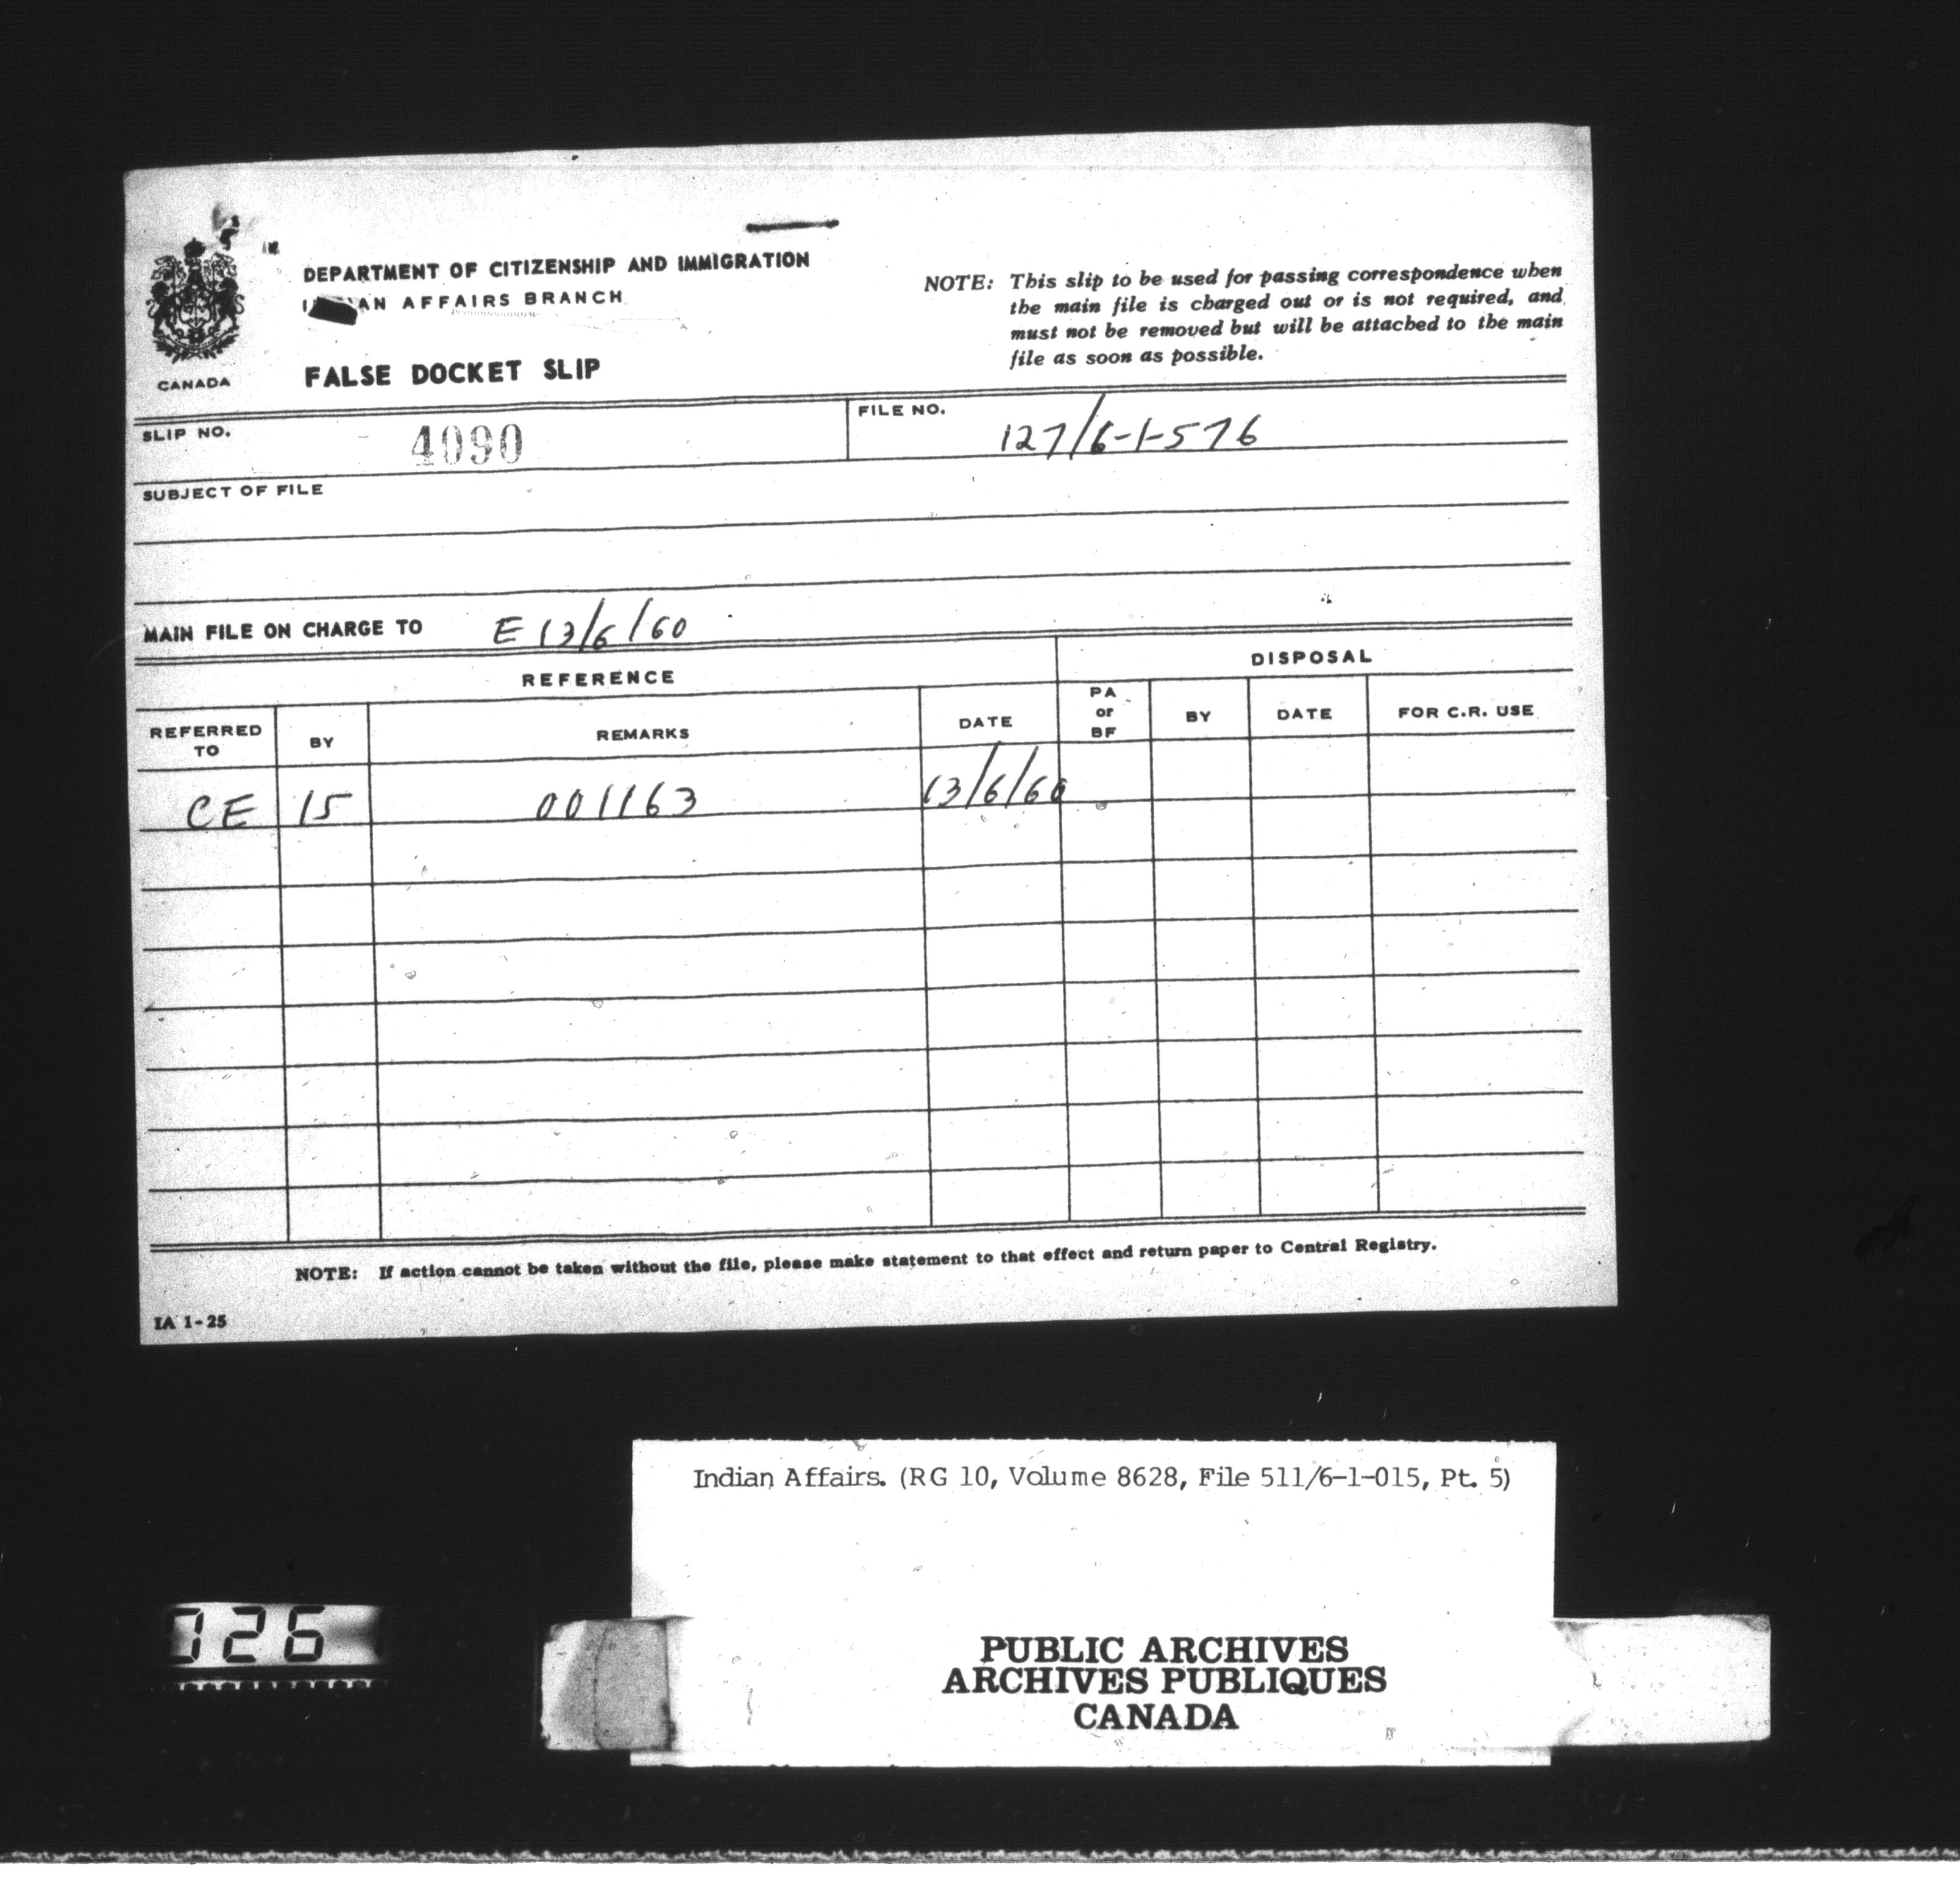 DEPARTMENT OF CITIZENSHIP AND IMMIGRATION
AFFAIRS BRANCH
NOTE: This slip to be used for passing correspondence when
the main file is charged out or is not required, and
must not be removed but will be attached to the main
file as soon as possible.
CANADA
FALSE DOCKET SLIP
SLIP NO. 4090
FILE NO. 127/6-1-576
SUBJECT OF FILE
MAIN FILE ON CHARGE TO E 13/6/60
REFERENCE
DISPOSAL
REFERRED TO
BY
REMARKS
DATE
PA or BF
BY
DATE
FOR C.R. USE
CE 15 001163 13/6/60
NOTE: If action cannot be taken without the file, please make statement to that effect and return paper to Central Registry.
IA 1-25
Indian Affairs. (RG 10, Volume 8628, File 511/6-1-015, Pt. 5)
726
PUBLIC ARCHIVES
ARCHIVES PUBLIQUES
CANADA